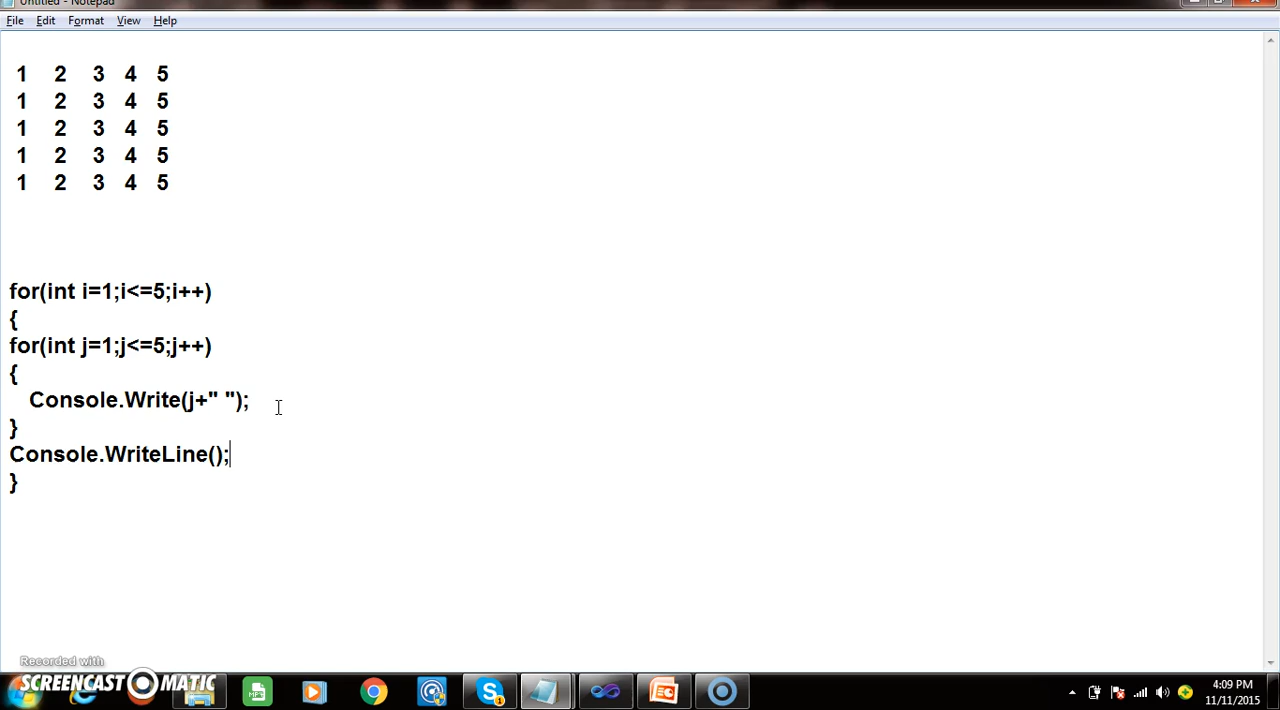 Untitled - Notepad
File Edit Format View Help
1 2 3 4 5
1 2 3 4 5
1 2 3 4 5
1 2 3 4 5
1 2 3 4 5
for(int i=1;i<=5;i++)
{
for(int j=1;j<=5;j++)
{
Console.Write(j+" ");
}
Console.WriteLine();
}
Recorded with
SCREENCAST MATIC
MP3
S 1
4:09 PM
11/11/2015